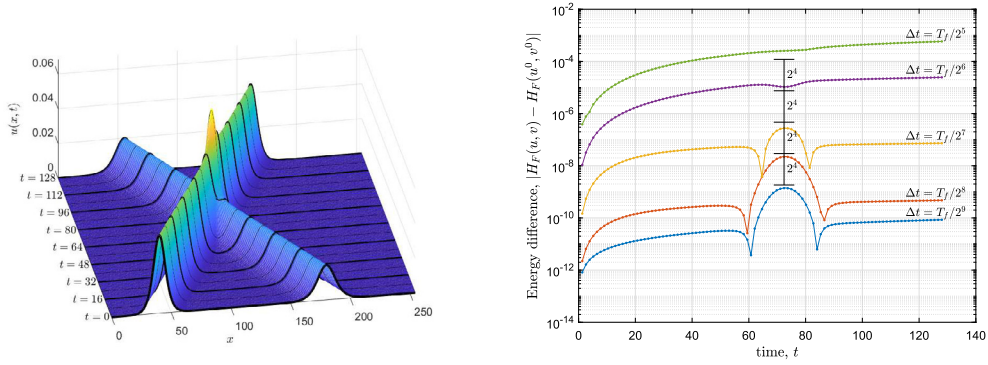 0
100
200
0.06
0.04
0.02
0
u(x, t)
t = 128
t = 112
t = 96
t = 80
t = 64
t = 48
t = 32
t = 16
t = 0
0
50
100
150
200
250
x
10^-2
10^-4
10^-6
10^-8
10^-10
10^-12
10^-14
Energy difference, |H_F(u, v) − H_F(u^0, v^0)|
Δt = T_f/2^5
Δt = T_f/2^6
Δt = T_f/2^7
Δt = T_f/2^8
Δt = T_f/2^9
2^4
2^4
2^4
2^4
0
20
40
60
80
100
120
140
time, t